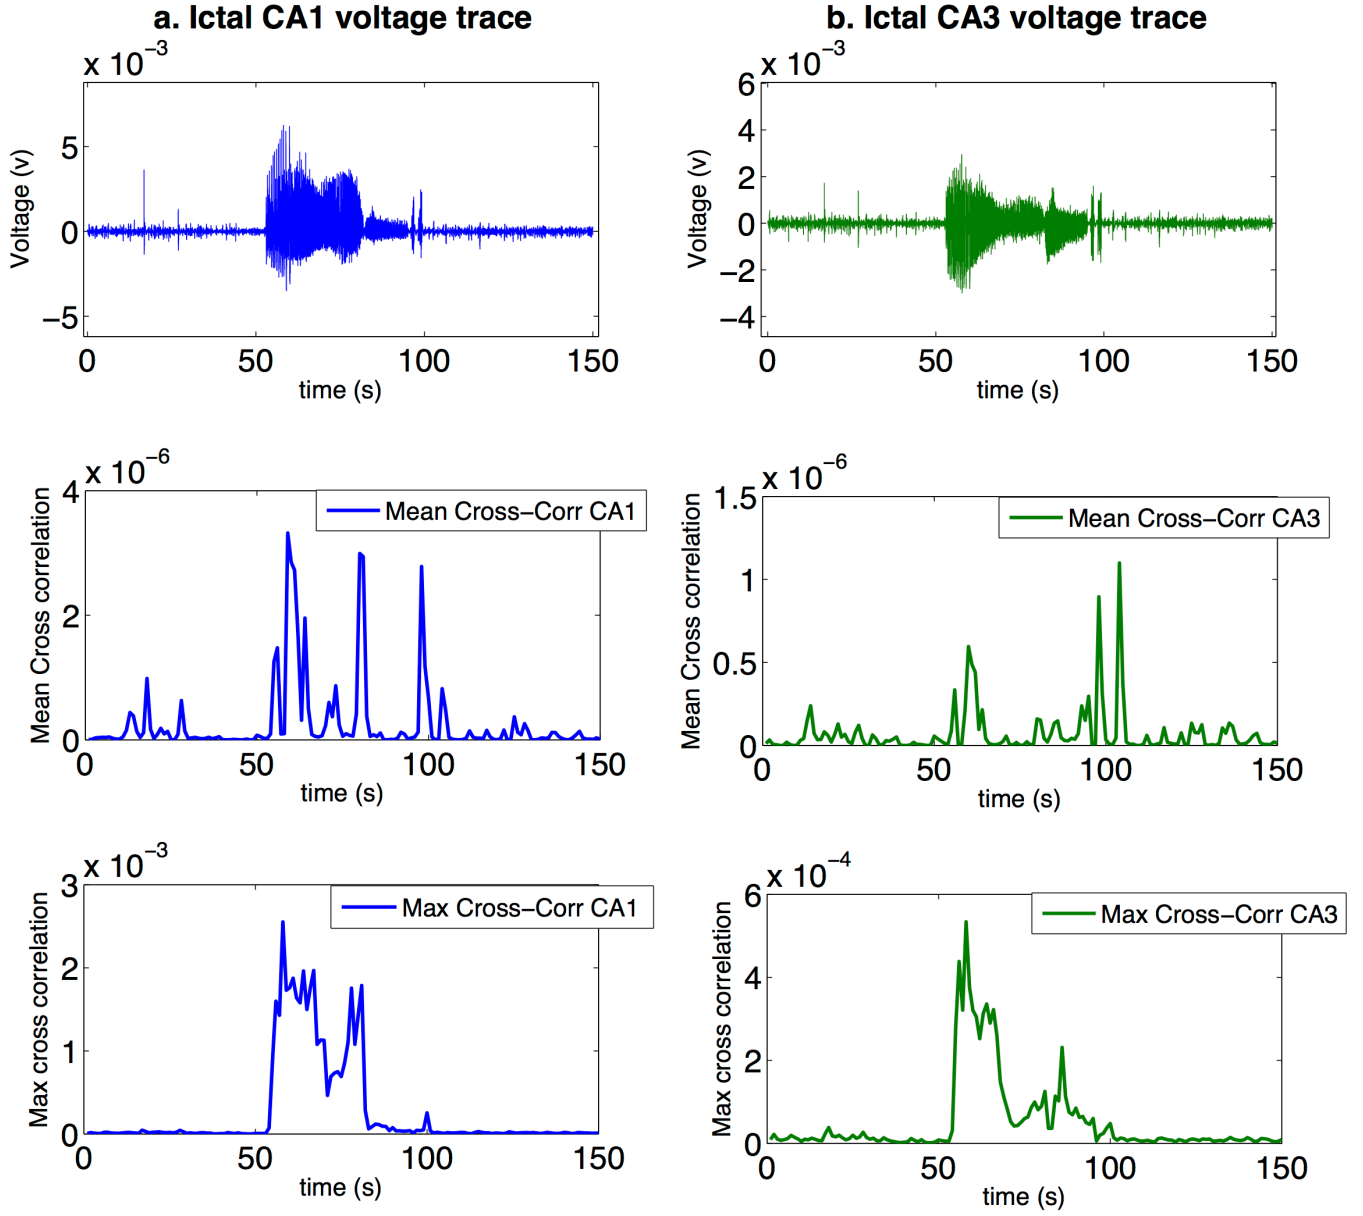 a. Ictal CA1 voltage trace
x 10−3
Voltage (v)
5
0
−5
0 50 100 150
time (s)
b. Ictal CA3 voltage trace
x 10−3
Voltage (v)
6
4
2
0
−2
−4
0 50 100 150
time (s)
x 10−6
Mean Cross correlation
4
2
0
Mean Cross−Corr CA1
0 50 100 150
time (s)
x 10−6
Mean Cross correlation
1.5
1
0.5
0
Mean Cross−Corr CA3
0 50 100 150
time (s)
x 10−3
Max cross correlation
3
2
1
0
Max Cross−Corr CA1
0 50 100 150
time (s)
x 10−4
Max cross correlation
6
4
2
0
Max Cross−Corr CA3
0 50 100 150
time (s)